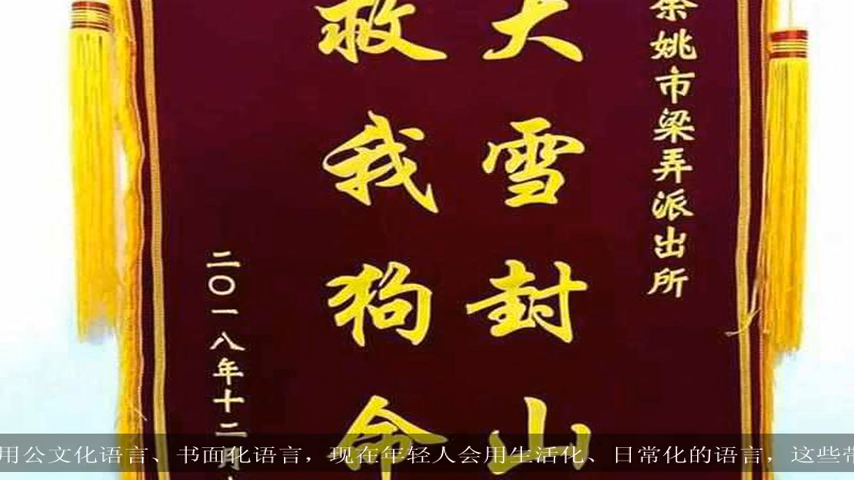 余姚市梁弄派出所
大雪封山
救我狗命
二〇一八年十二月
用公文化语言、书面化语言，现在年轻人会用生活化、日常化的语言，这些